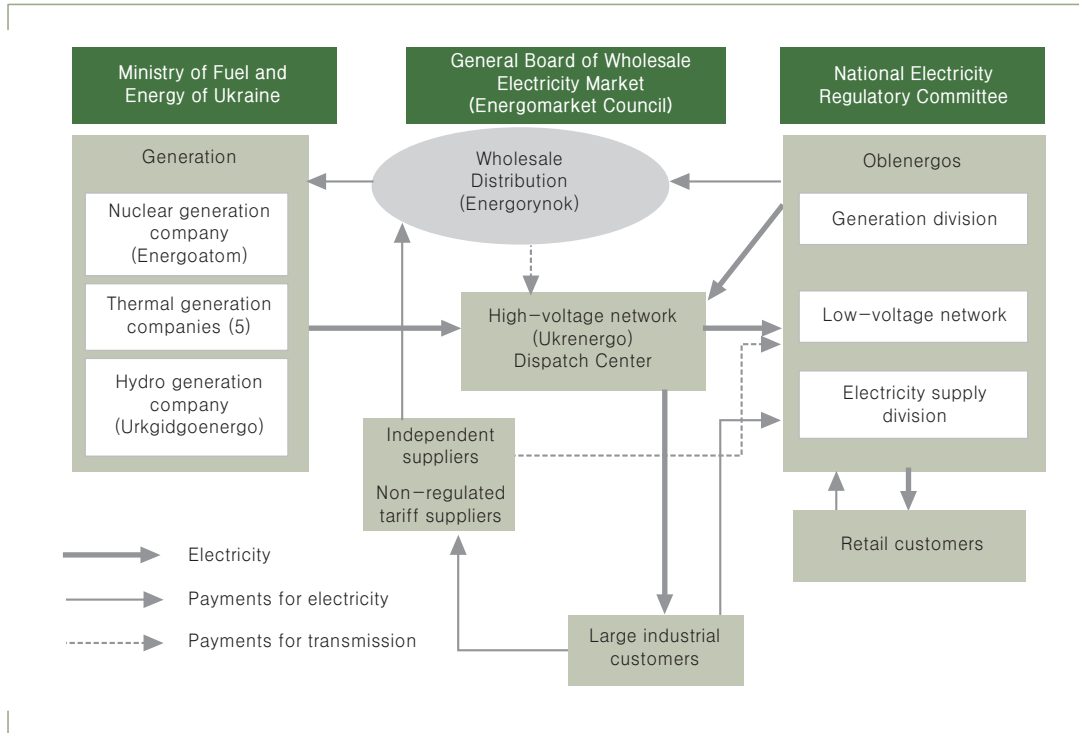 Ministry of Fuel and
Energy of Ukraine
General Board of Wholesale
Electricity Market
(Energomarket Council)
National Electricity
Regulatory Committee
Generation
Nuclear generation
company
(Energoatom)
Thermal generation
companies (5)
Hydro generation
company
(Urkgidgoenergo)
Wholesale
Distribution
(Energorynok)
High-voltage network
(Ukrenergo)
Dispatch Center
Oblenergos
Generation division
Low-voltage network
Electricity supply
division
Independent
suppliers
Non-regulated
tariff suppliers
Retail customers
Large industrial
customers
Electricity
Payments for electricity
Payments for transmission